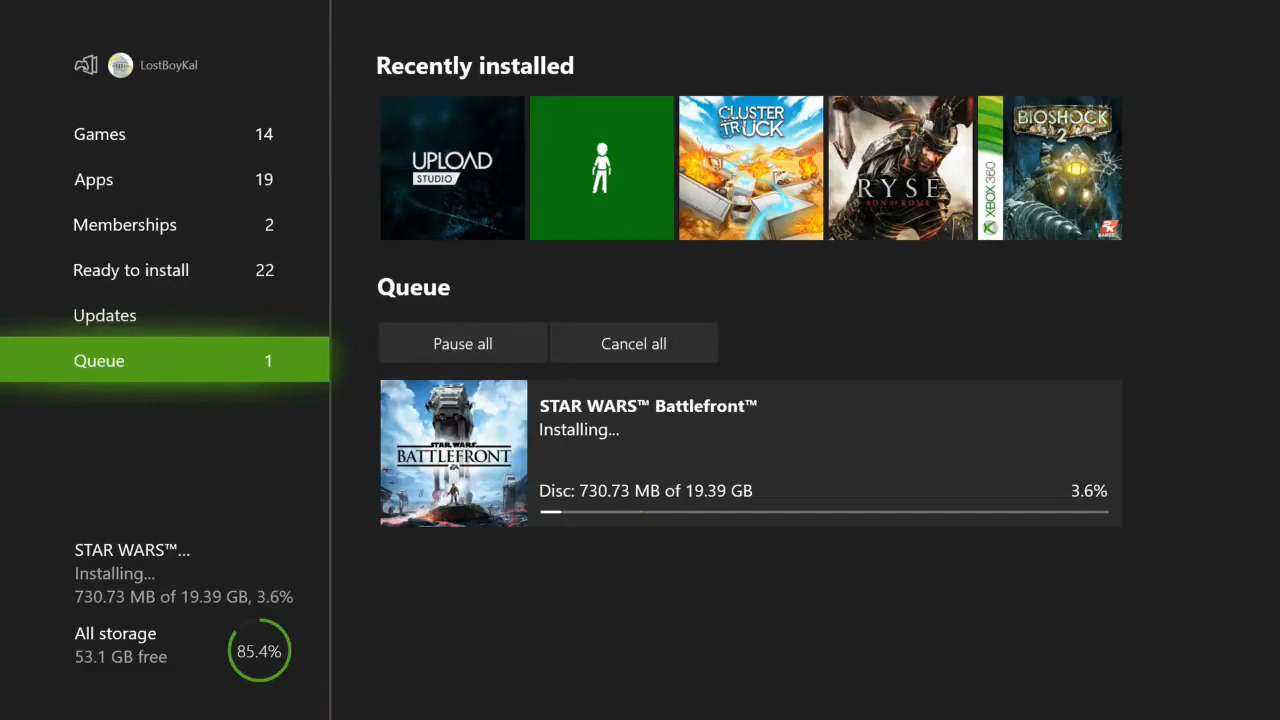 LostBoyKal
Games 14
Apps 19
Memberships 2
Ready to install 22
Updates
Queue 1
STAR WARS™...
Installing...
730.73 MB of 19.39 GB, 3.6%
All storage
53.1 GB free
85.4%
Recently installed
UPLOAD
STUDIO
CLUSTER
TRUCK
RYSE
SON OF ROME
XBOX 360
BIOSHOCK
2
2K
GAMES
Queue
Pause all
Cancel all
STAR WARS
BATTLEFRONT
EA
STAR WARS™ Battlefront™
Installing...
Disc: 730.73 MB of 19.39 GB 3.6%